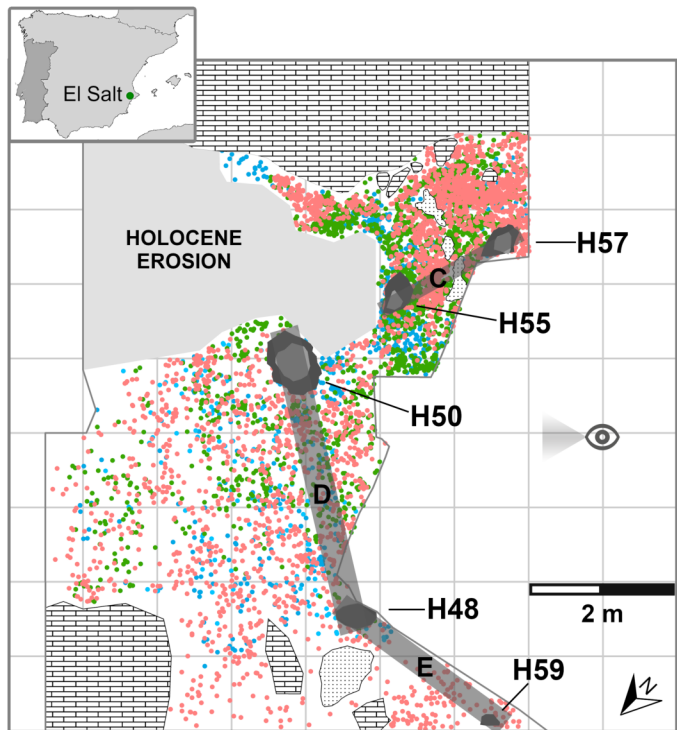 El Salt
HOLOCENE
EROSION
H57
C
H55
H50
D
2 m
H48
E
H59
N